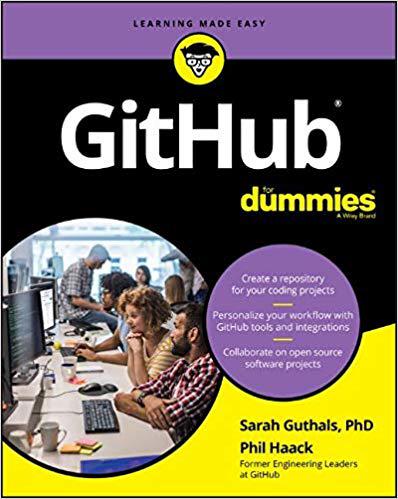 LEARNING MADE EASY
GitHub®
for
dummies®
A Wiley Brand
Create a repository
for your coding projects
Personalize your workflow with
GitHub tools and integrations
Collaborate on open source
software projects
Sarah Guthals, PhD
Phil Haack
Former Engineering Leaders
at GitHub